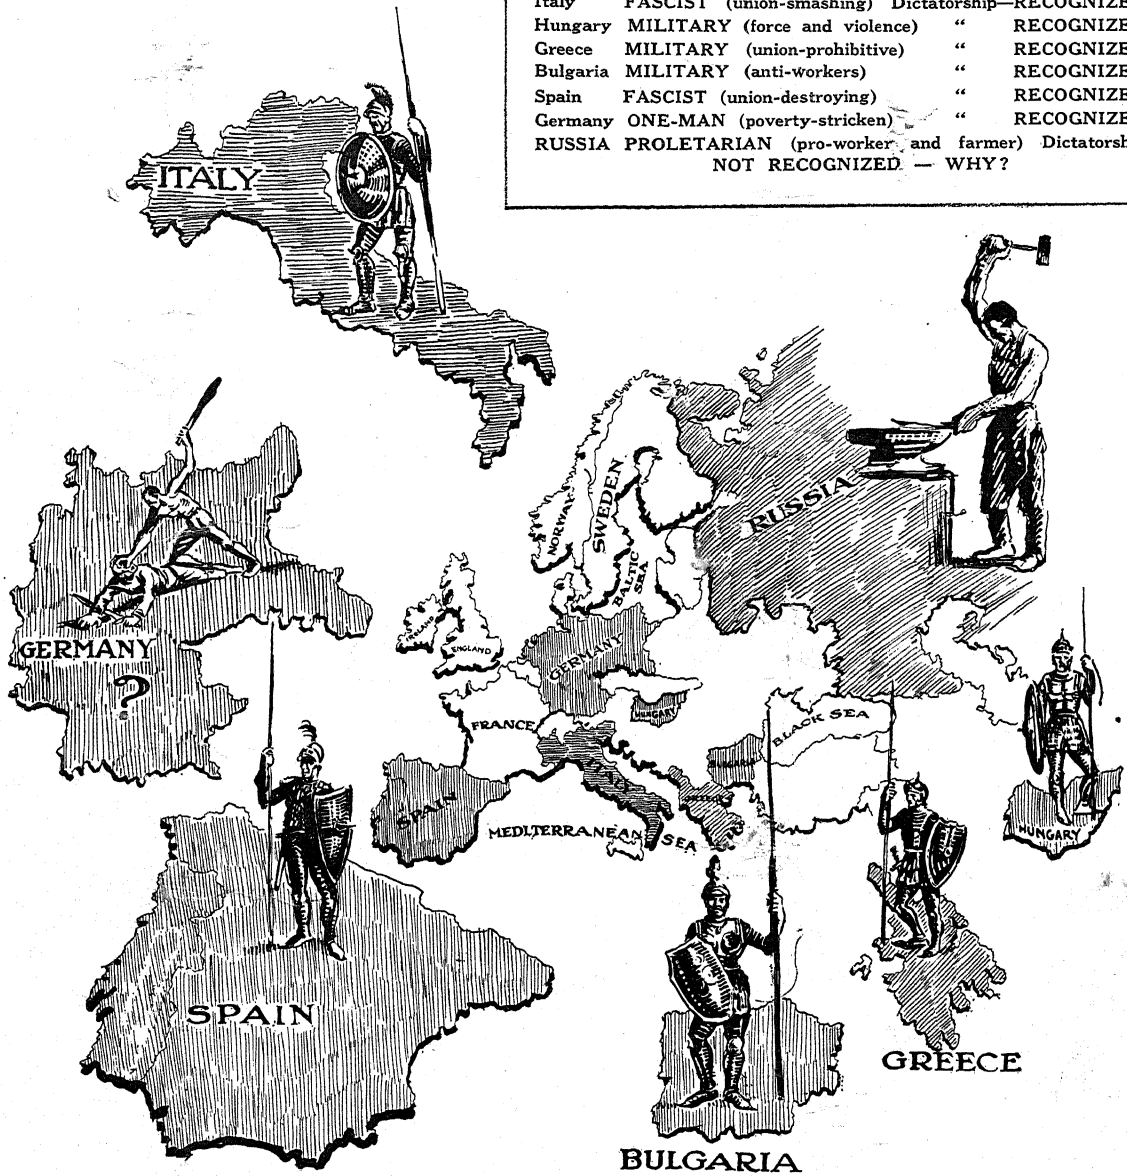 Italy FASCIST (union-smashing) Dictatorship—RECOGNIZE
Hungary MILITARY (force and violence) “ RECOGNIZE
Greece MILITARY (union-prohibitive) “ RECOGNIZE
Bulgaria MILITARY (anti-workers) “ RECOGNIZE
Spain FASCIST (union-destroying) “ RECOGNIZE
Germany ONE-MAN (poverty-stricken) “ RECOGNIZE
RUSSIA PROLETARIAN (pro-worker and farmer) Dictatorsh
NOT RECOGNIZED — WHY?
ITALY
RUSSIA
NORWAY
SWEDEN
BALTIC
SEA
IRELAND
ENGLAND
GERMANY
GERMANY
?
HUNGARY
FRANCE
BLACK SEA
BULGARIA
ITALY
SPAIN
GREECE
MEDITERRANEAN SEA
HUNGARY
SPAIN
GREECE
BULGARIA